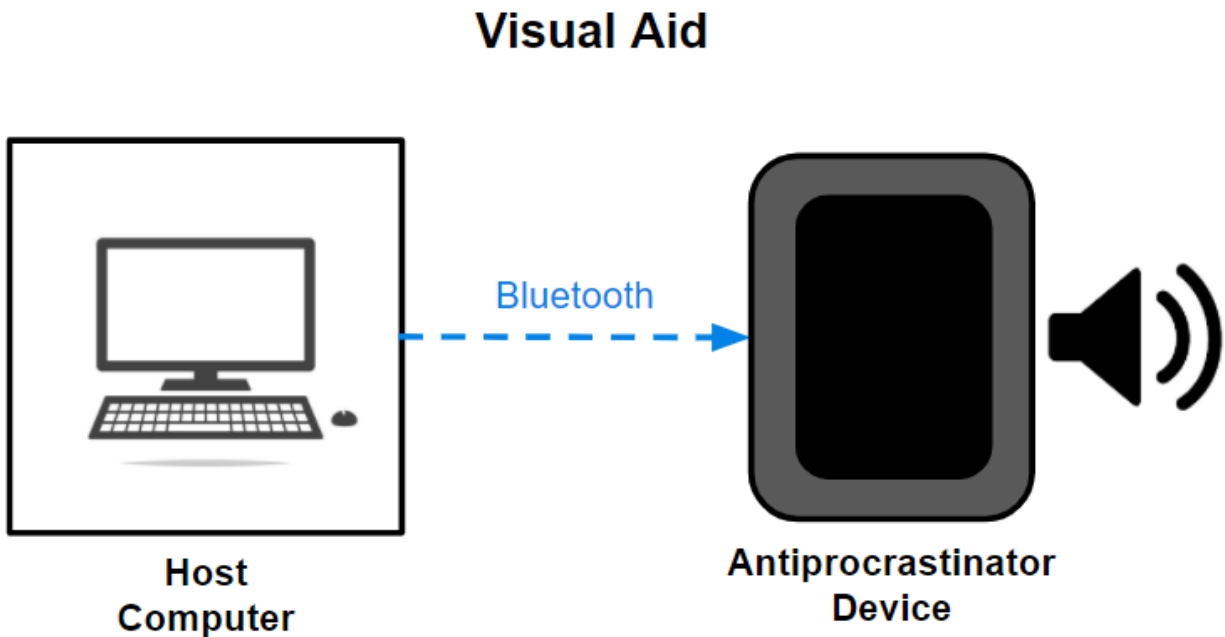 Visual Aid
Bluetooth
Host
Computer
Antiprocrastinator
Device